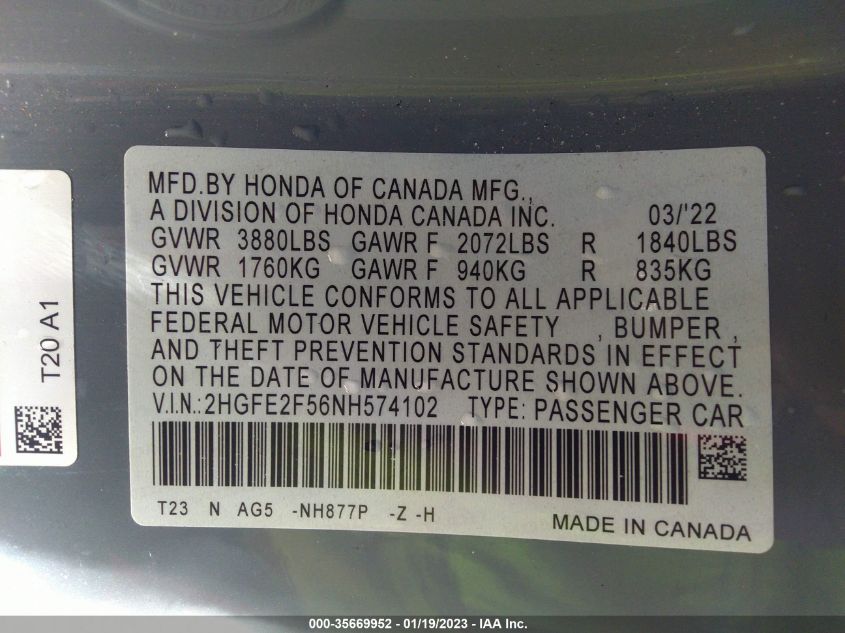 MFD.BY HONDA OF CANADA MFG.,
A DIVISION OF HONDA CANADA INC. 03/'22
GVWR 3880LBS GAWR F 2072LBS R 1840LBS
GVWR 1760KG GAWR F 940KG R 835KG
THIS VEHICLE CONFORMS TO ALL APPLICABLE
FEDERAL MOTOR VEHICLE SAFETY , BUMPER ,
AND THEFT PREVENTION STANDARDS IN EFFECT
ON THE DATE OF MANUFACTURE SHOWN ABOVE.
V.I.N.:2HGFE2F56NH574102 TYPE: PASSENGER CAR
T23 N AG5 -NH877P -Z -H
MADE IN CANADA
T20 A1
000-35669952 - 01/19/2023 - IAA Inc.